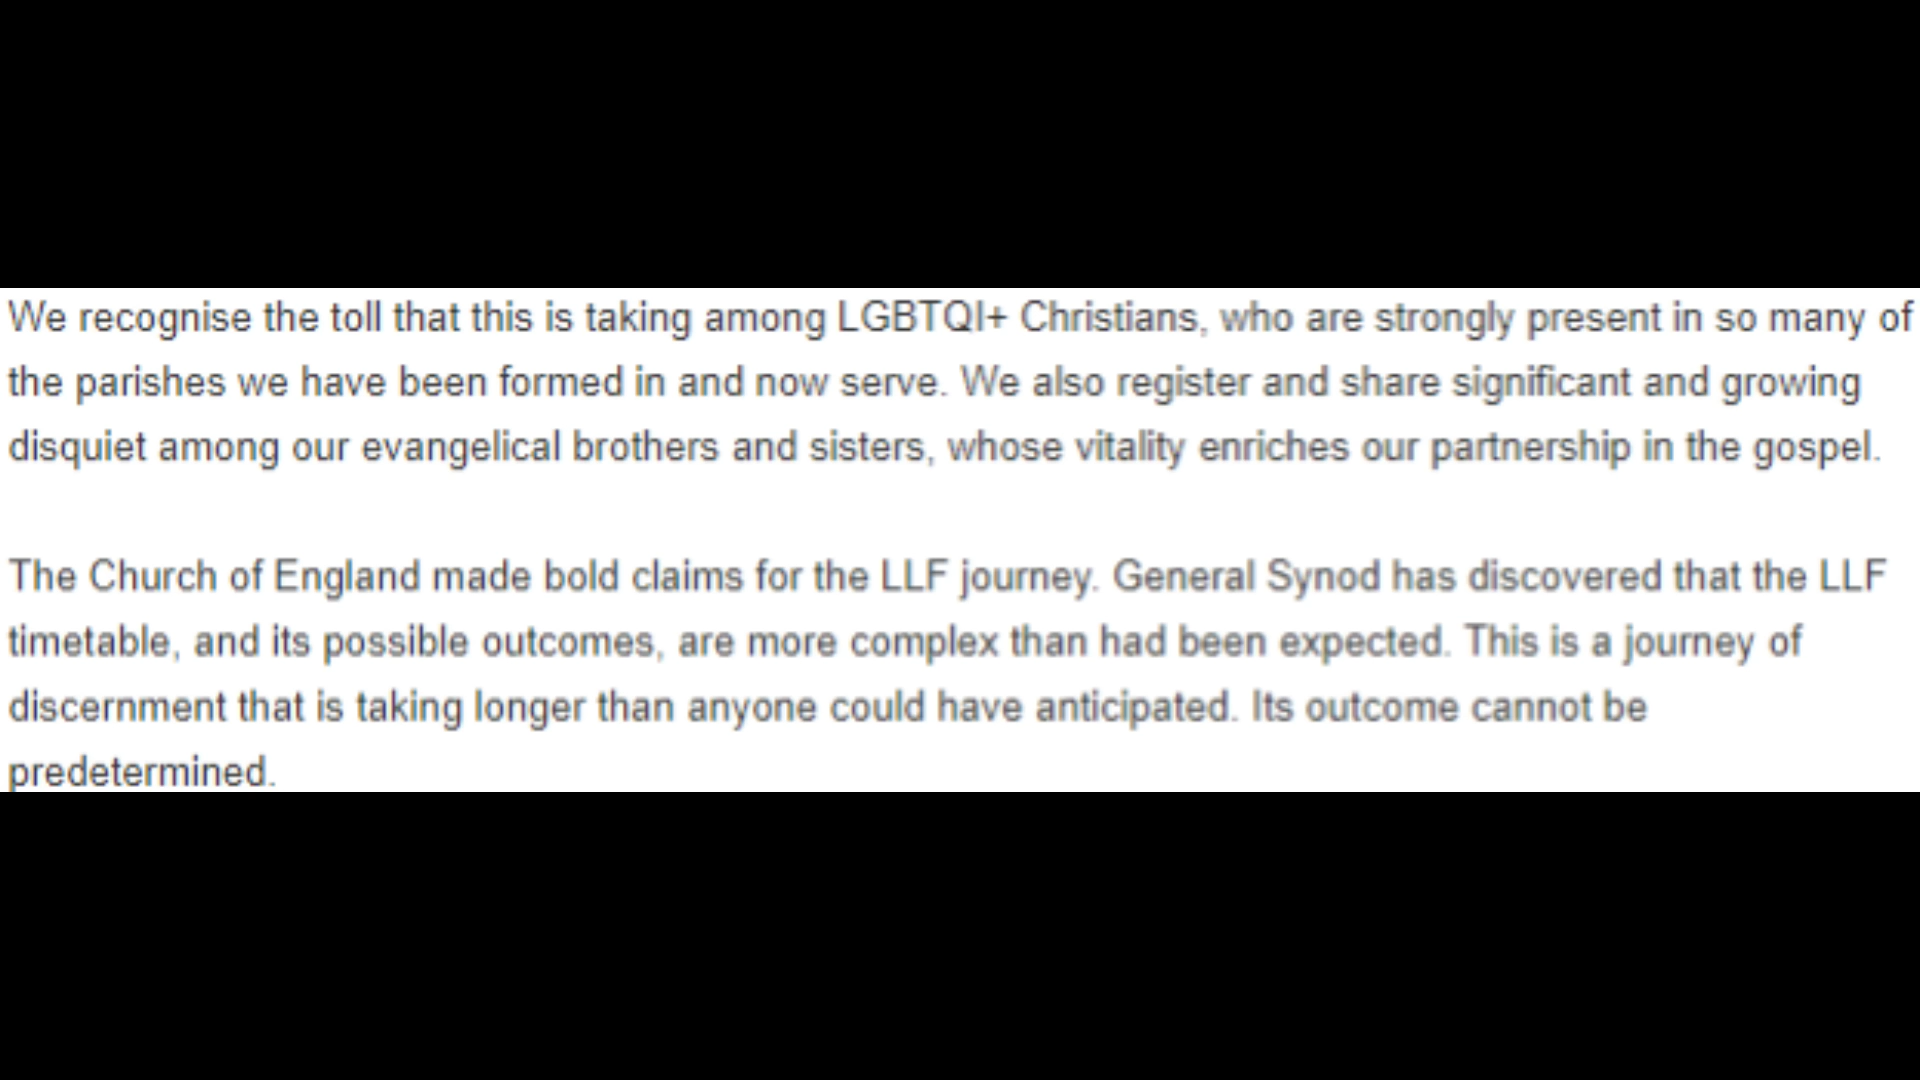 We recognise the toll that this is taking among LGBTQI+ Christians, who are strongly present in so many of
the parishes we have been formed in and now serve. We also register and share significant and growing
disquiet among our evangelical brothers and sisters, whose vitality enriches our partnership in the gospel.
The Church of England made bold claims for the LLF journey. General Synod has discovered that the LLF
timetable, and its possible outcomes, are more complex than had been expected. This is a journey of
discernment that is taking longer than anyone could have anticipated. Its outcome cannot be
predetermined.